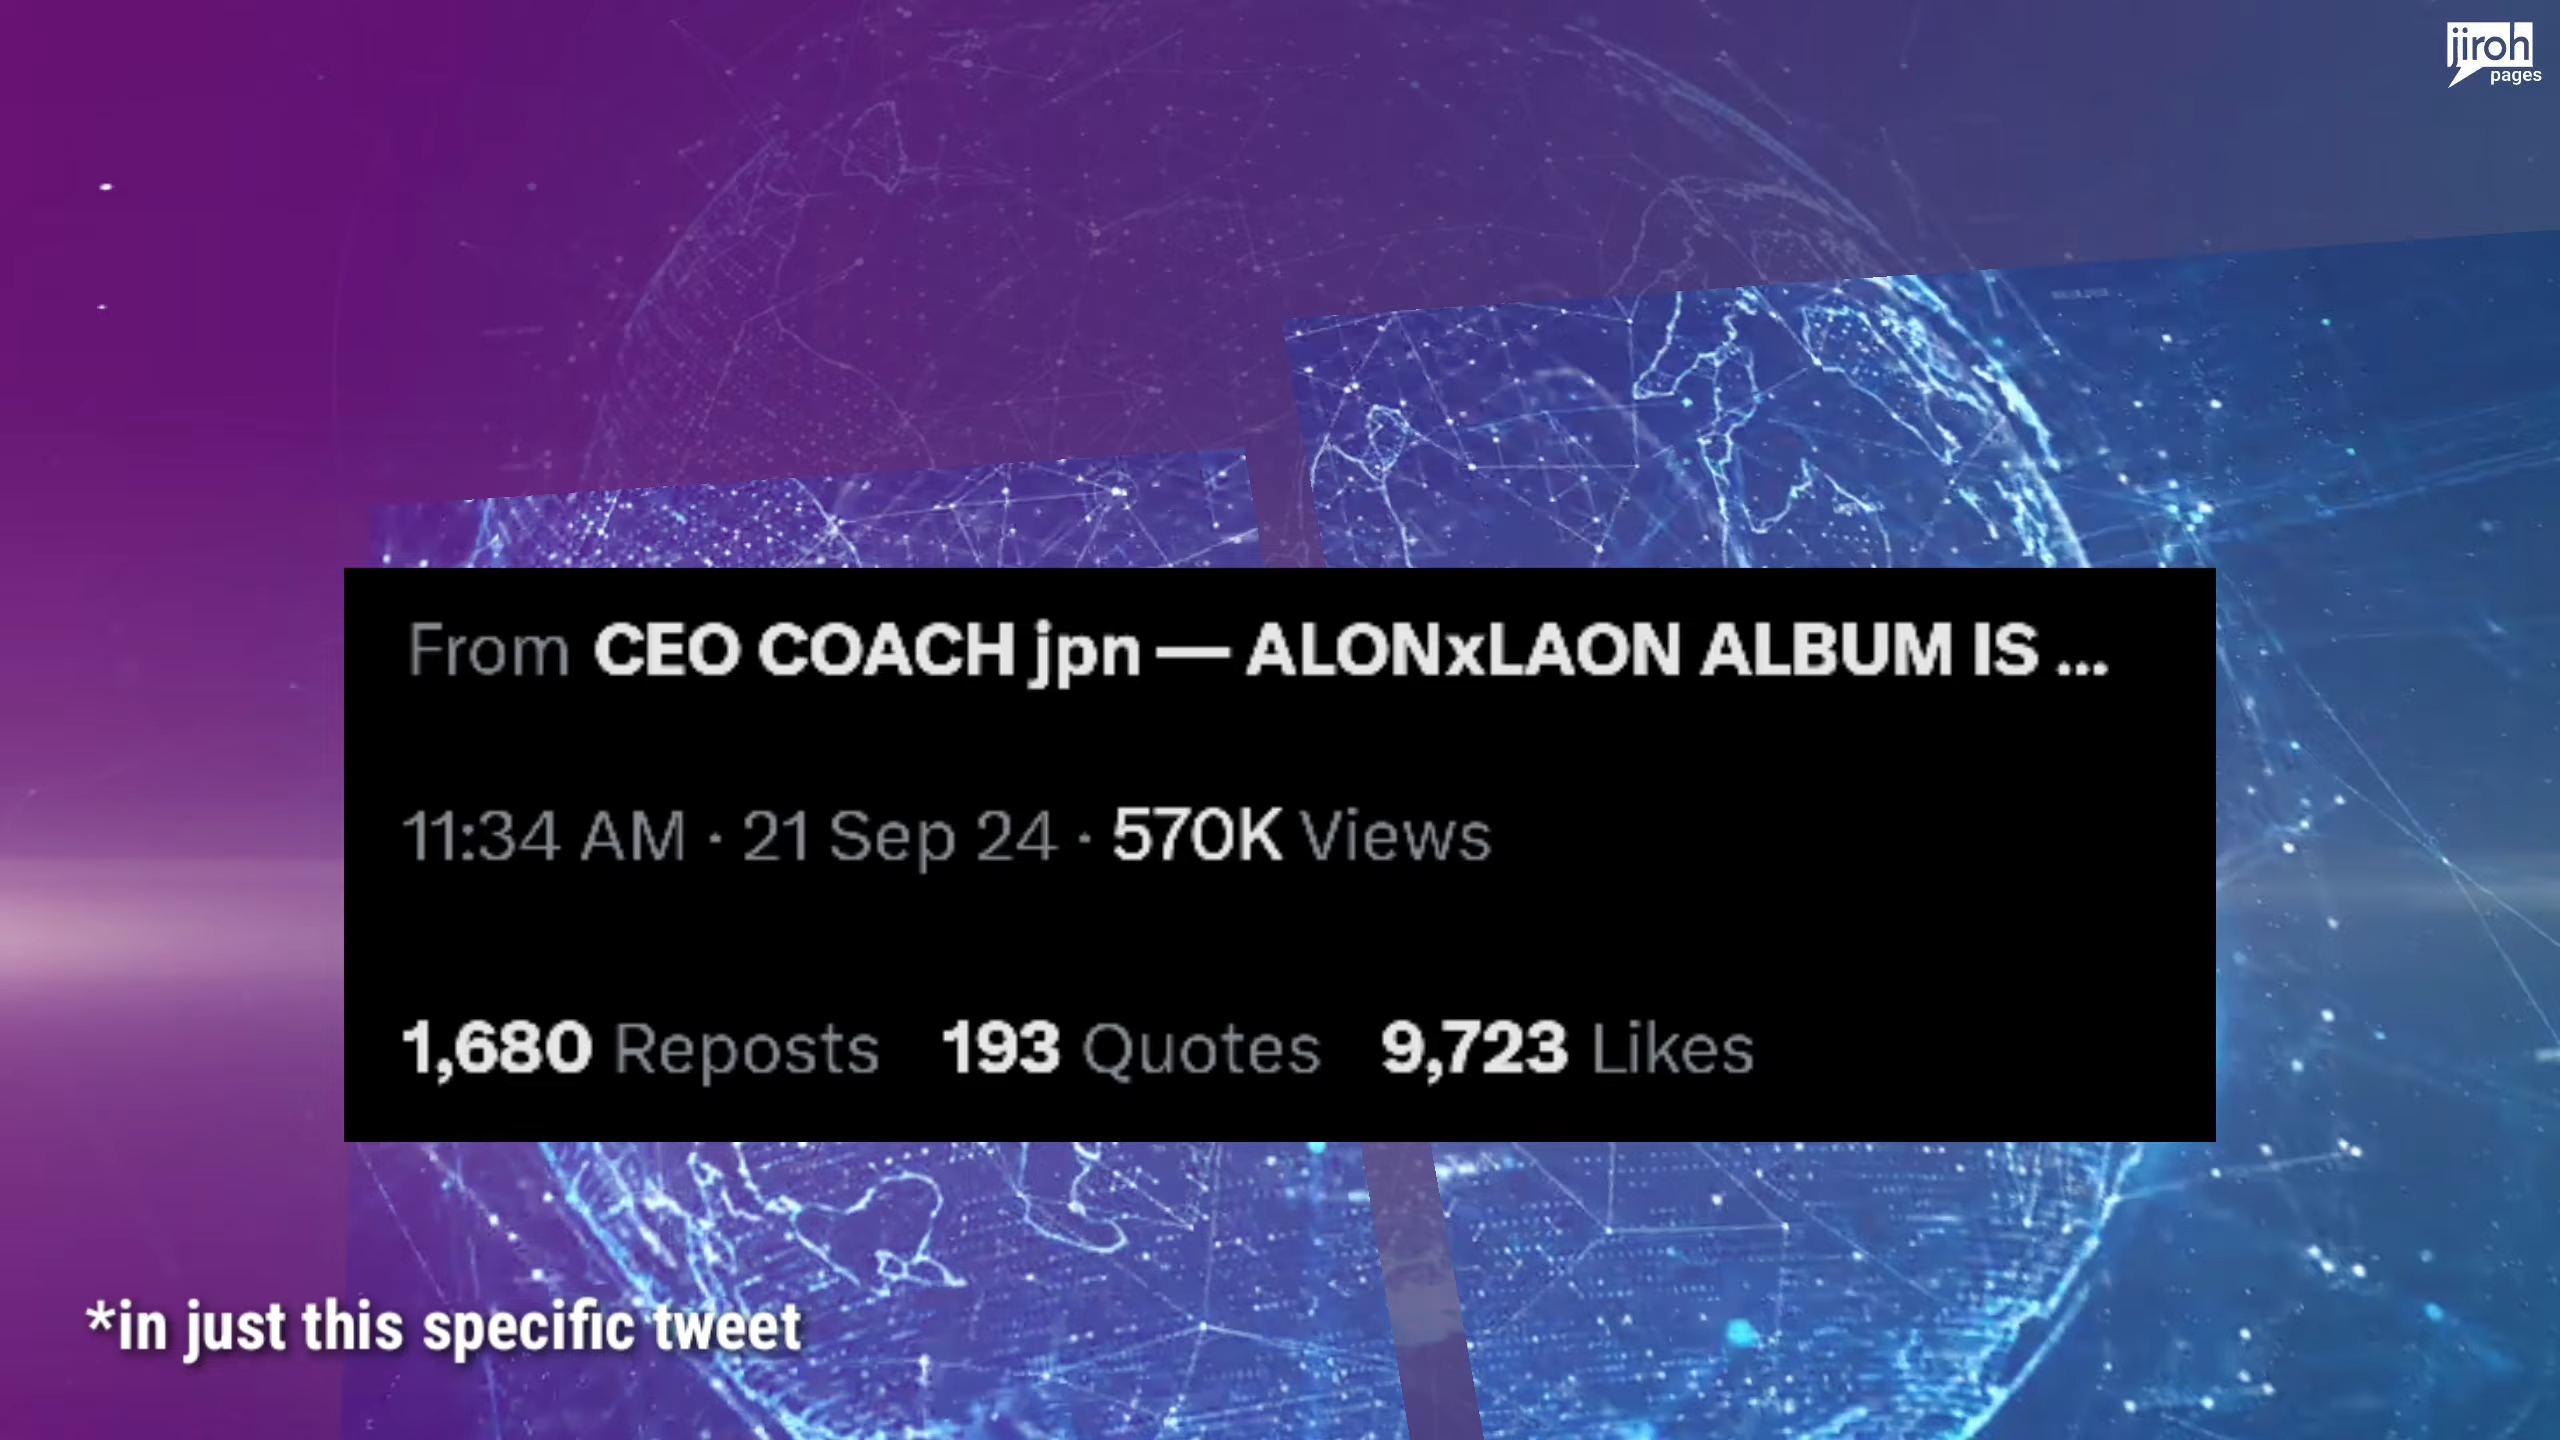 jiroh
pages
From CEO COACH jpn — ALONxLAON ALBUM IS ...
11:34 AM · 21 Sep 24 · 570K Views
1,680 Reposts 193 Quotes 9,723 Likes
*in just this specific tweet